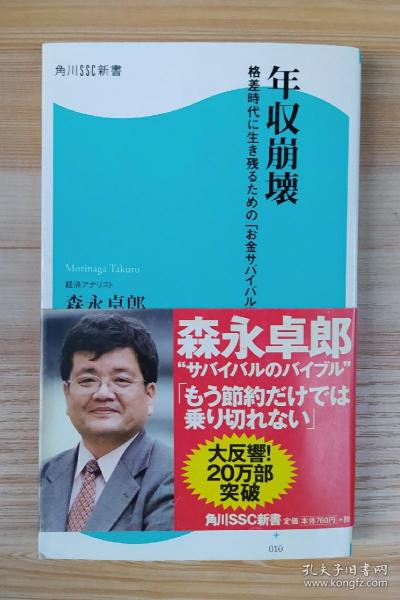 角川SSC新書
年収崩壊
格差時代に生き残るための「お金サバイバル
Morinaga Takuro
経済アナリスト
森永卓郎
森永卓郎
“サバイバルのバイブル”
「もう節約だけでは
乗り切れない」
大反響!
20万部
突破
角川SSC新書 定価 本体760円 +税
+
010
孔夫子旧书网
www.kongfz.com